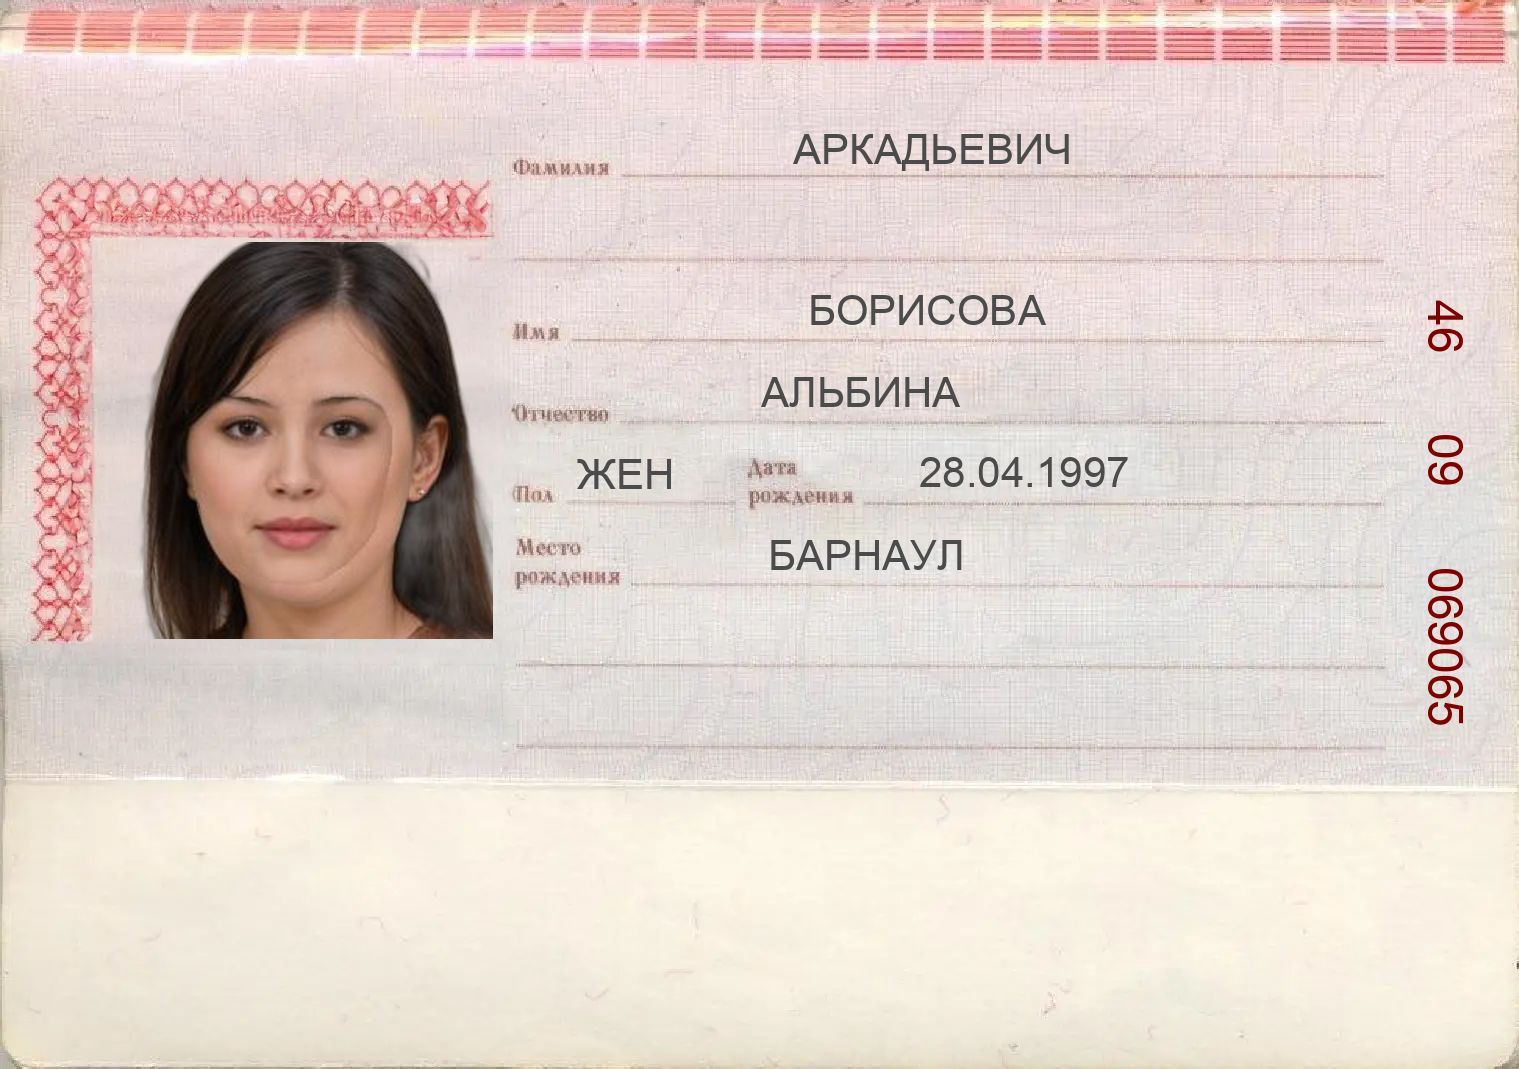 Фамилия АРКАДЬЕВИЧ
Имя БОРИСОВА
Отчество АЛЬБИНА
Пол ЖЕН Дата рождения 28.04.1997
Место рождения БАРНАУЛ
46 09 069065